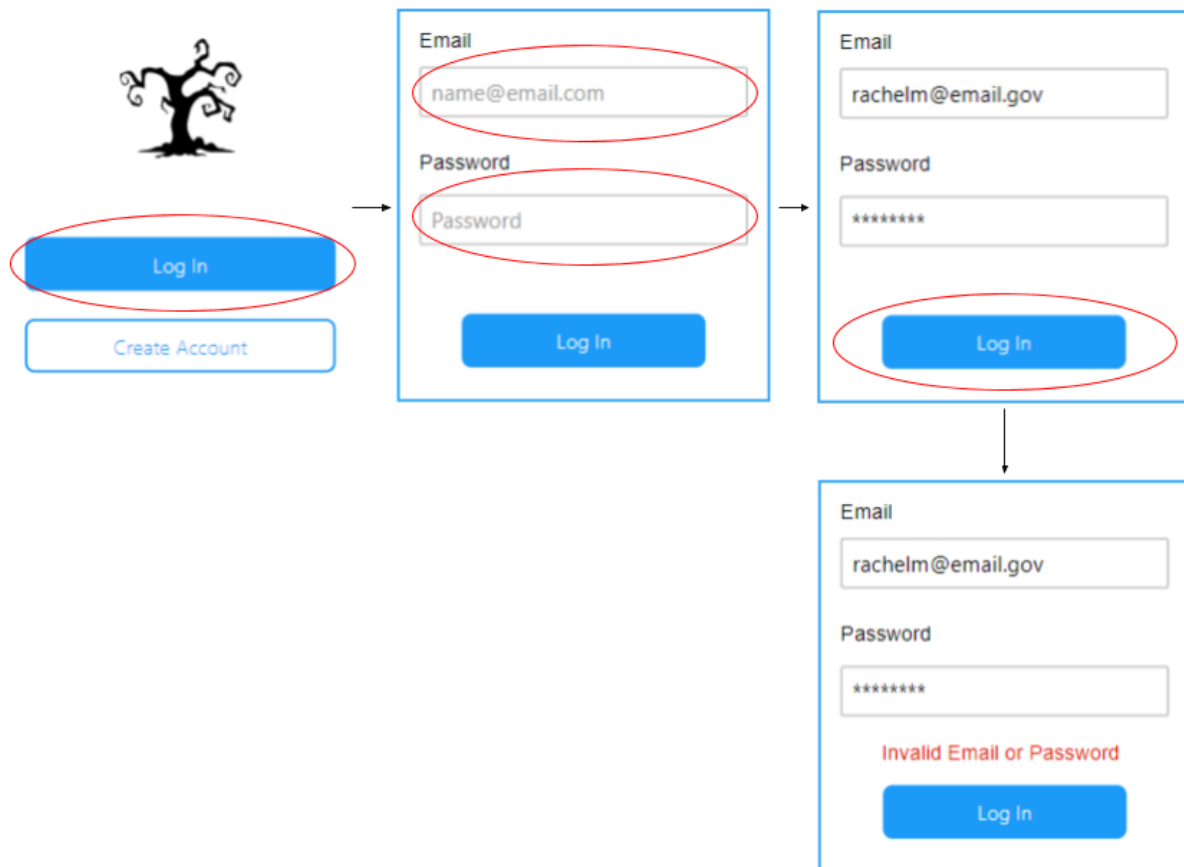 Log In
Create Account
Email
name@email.com
Password
Password
Log In
Email
rachelm@email.gov
Password
********
Log In
Email
rachelm@email.gov
Password
********
Invalid Email or Password
Log In